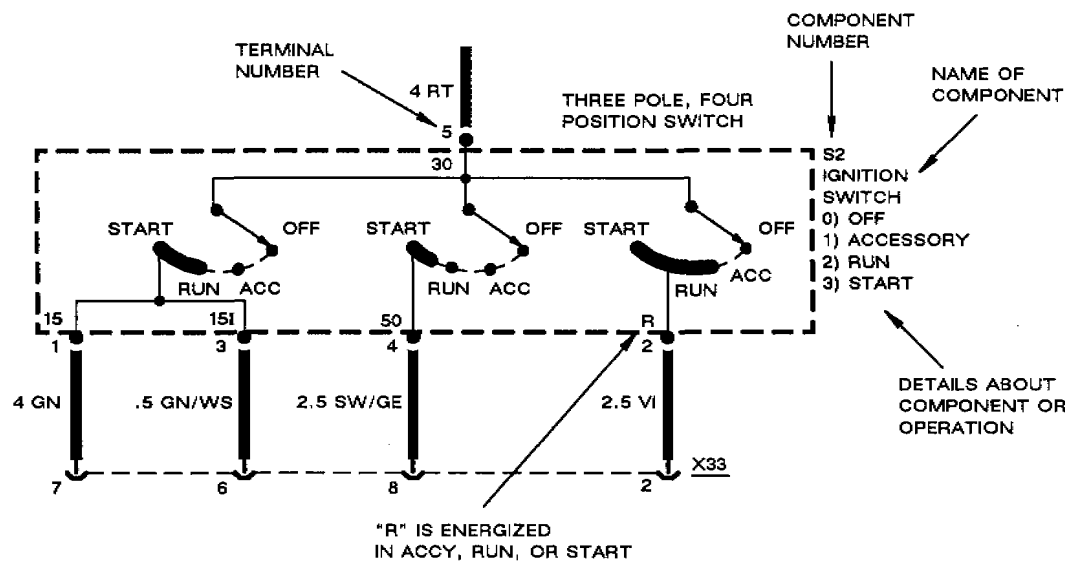 COMPONENT
NUMBER
TERMINAL
NUMBER
NAME OF
COMPONENT
4 RT
THREE POLE, FOUR
POSITION SWITCH
5
30
S2
IGNITION
SWITCH
0) OFF
1) ACCESSORY
2) RUN
3) START
START
OFF
RUN
ACC
START
OFF
RUN
ACC
START
OFF
RUN
ACC
15
15I
50
R
1
3
4
2
4 GN
.5 GN/WS
2.5 SW/GE
2.5 VI
DETAILS ABOUT
COMPONENT OR
OPERATION
X33
7
6
8
2
"R" IS ENERGIZED
IN ACCY, RUN, OR START